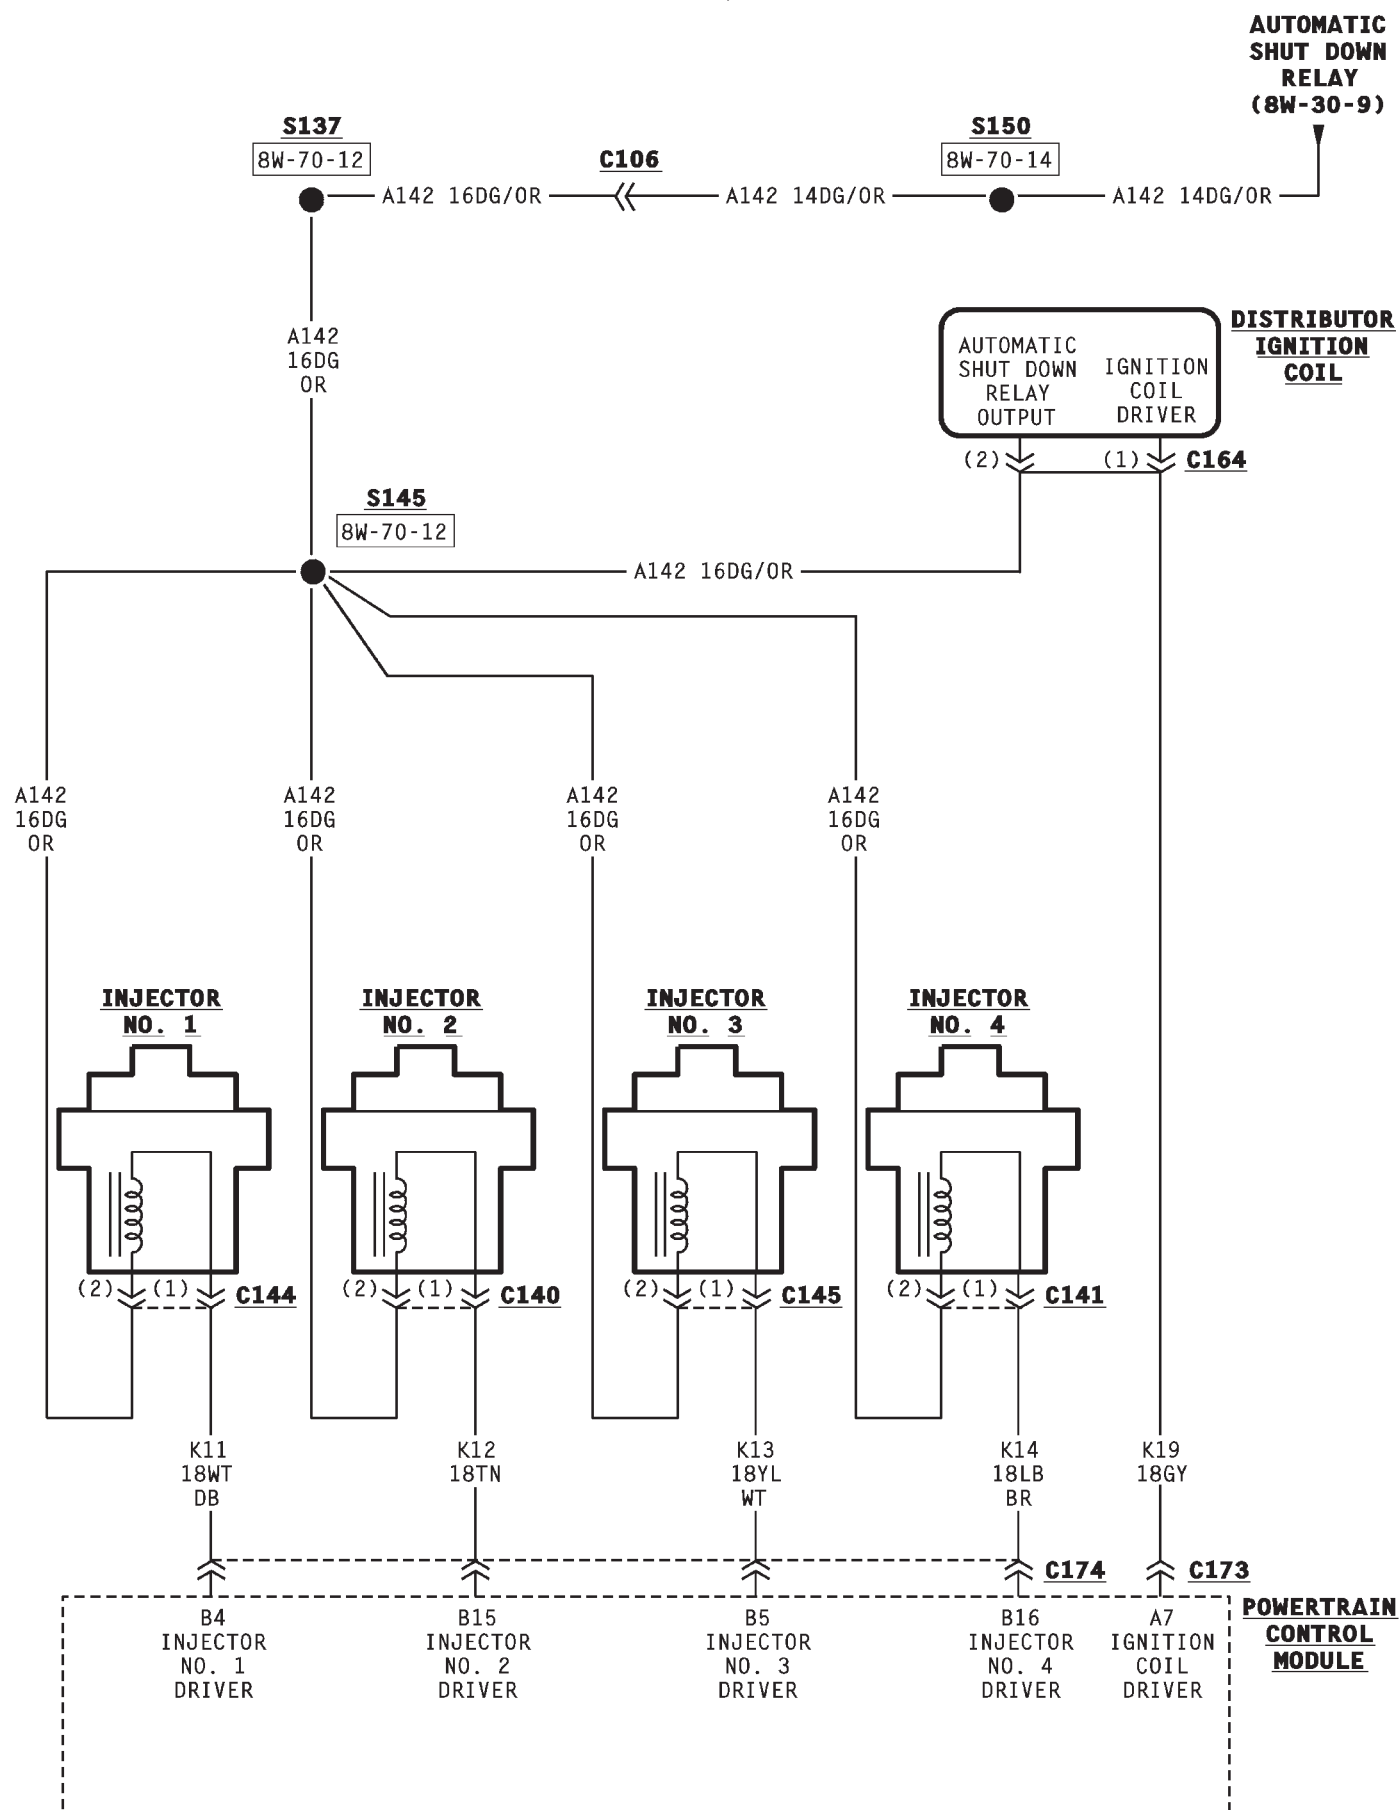 AUTOMATIC
SHUT DOWN
RELAY
(8W-30-9)
S137
8W-70-12
C106
S150
8W-70-14
A142 16DG/OR
A142 14DG/OR
A142 14DG/OR
A142
16DG
OR
DISTRIBUTOR
IGNITION
COIL
AUTOMATIC
SHUT DOWN
RELAY
OUTPUT
IGNITION
COIL
DRIVER
(2)
(1)
C164
S145
8W-70-12
A142 16DG/OR
A142
16DG
OR
A142
16DG
OR
A142
16DG
OR
A142
16DG
OR
INJECTOR
NO. 1
INJECTOR
NO. 2
INJECTOR
NO. 3
INJECTOR
NO. 4
(2)
(1)
C144
(2)
(1)
C140
(2)
(1)
C145
(2)
(1)
C141
K11
18WT
DB
K12
18TN
K13
18YL
WT
K14
18LB
BR
K19
18GY
C174
C173
B4
INJECTOR
NO. 1
DRIVER
B15
INJECTOR
NO. 2
DRIVER
B5
INJECTOR
NO. 3
DRIVER
B16
INJECTOR
NO. 4
DRIVER
A7
IGNITION
COIL
DRIVER
POWERTRAIN
CONTROL
MODULE